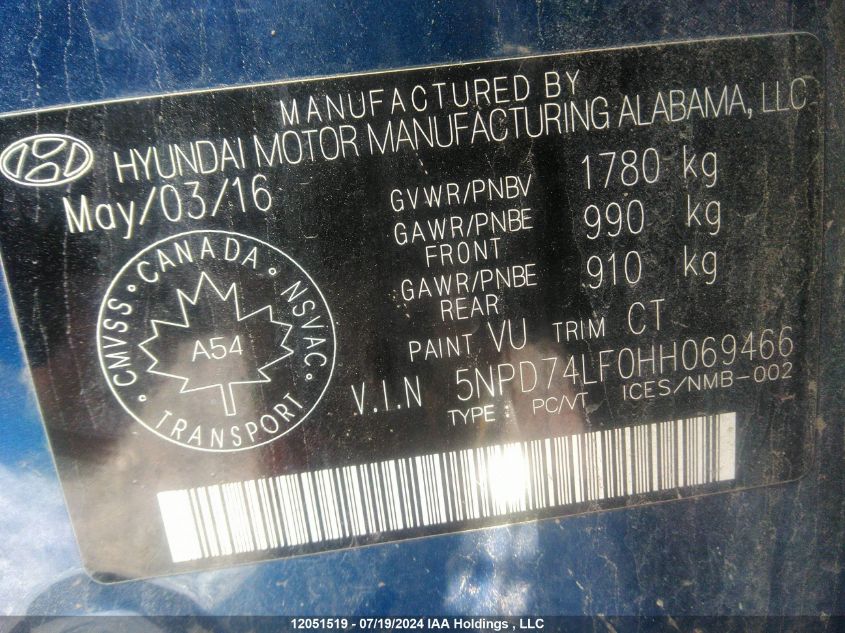 MANUFACTURED BY
HYUNDAI MOTOR MANUFACTURING ALABAMA, LLC
May/03/16
GVWR/PNBV 1780 kg
GAWR/PNBE FRONT 990 kg
GAWR/PNBE REAR 910 kg
PAINT VU TRIM CT
V.I.N 5NPD74LF0HH069466
TYPE : PC/VT ICES/NMB-002
CMVSS · CANADA · NSVAC
A54
TRANSPORT
12051519 - 07/19/2024 IAA Holdings , LLC